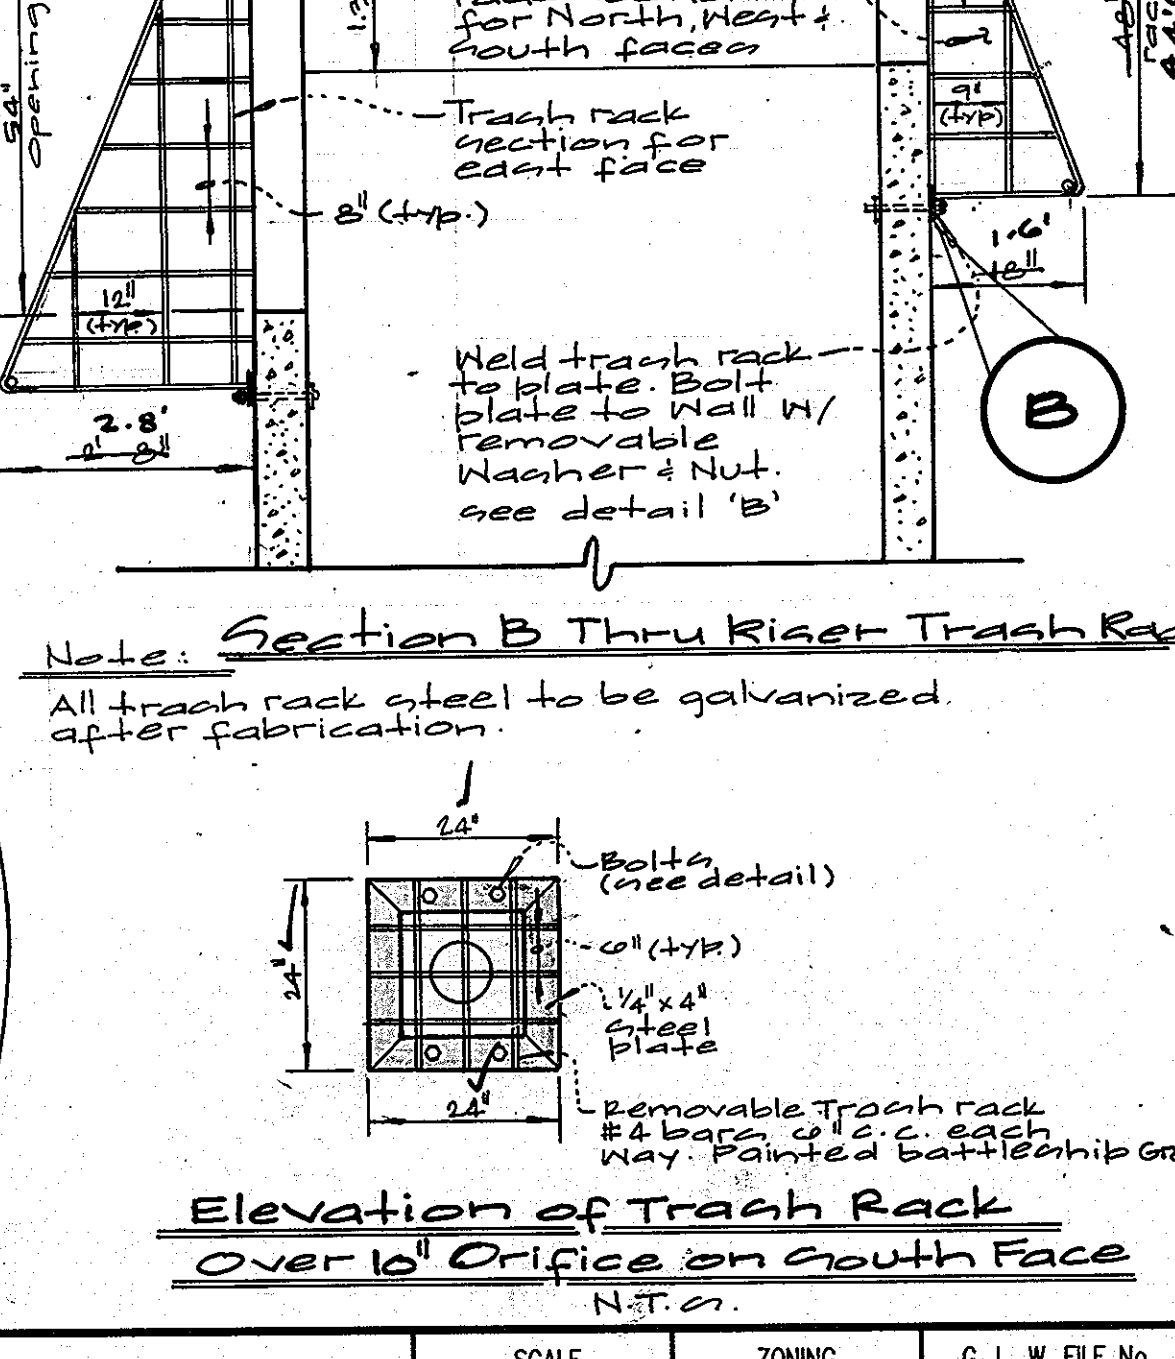 for North, West &
South faces
54"
Opening
Trash rack
section for
east face
8" (typ.)
9"
(typ)
12"
(typ.)
1.6'
18"
2.8'
2' 8"
Weld trash rack
to plate. Bolt
plate to Wall W/
removable
Washer & Nut.
see detail 'B'
B
Section B Thru Riser Trash Rac
Note:
All trash rack steel to be galvanized
after fabrication.
24"
Bolts
(see detail)
24"
6" (typ.)
1/4" x 4"
steel
plate
24"
Removable Trash rack
#4 bars 6" c.c. each
way. Painted battleship Gr
Elevation of Trash Rack
Over 10" Orifice on South Face
N.T.S.
SCALE
ZONING
G. L. W. FILE No.